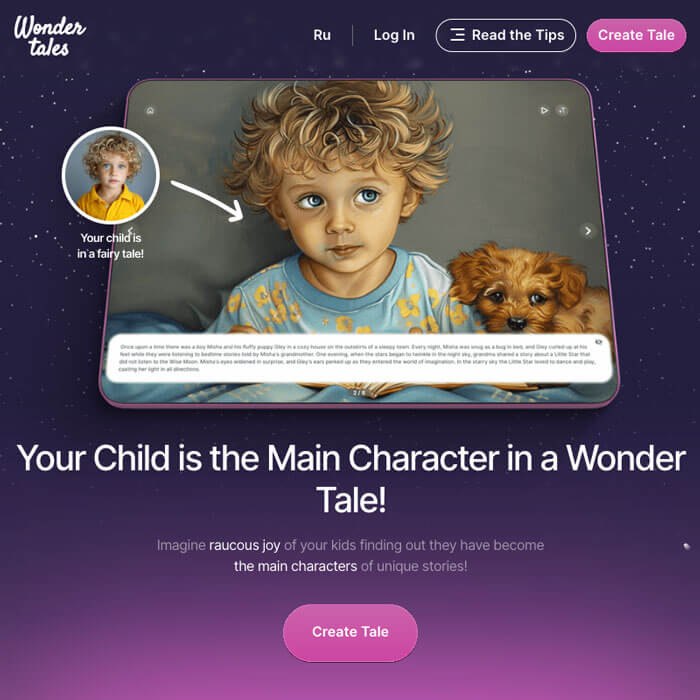 Wonder
tales
Ru
Log In
Read the Tips
Create Tale
Your child is
in a fairy tale!
Once upon a time there was a boy Misha and his fluffy puppy Gley in a cozy house on the outskirts of a sleepy town. Every night, Misha was snug as a bug in bed, and Gley curled up at his
feet while they were listening to bedtime stories told by Misha's grandmother. One evening, when the stars began to twinkle in the night sky, grandma shared a story about a Little Star that
did not listen to the Wise Moon. Misha's eyes widened in surprise, and Gley's ears perked up as they entered the world of imagination. In the starry sky the Little Star loved to dance and play,
casting her light in all directions.
2 / 8
Your Child is the Main Character in a Wonder
Tale!
Imagine raucous joy of your kids finding out they have become
the main characters of unique stories!
Create Tale